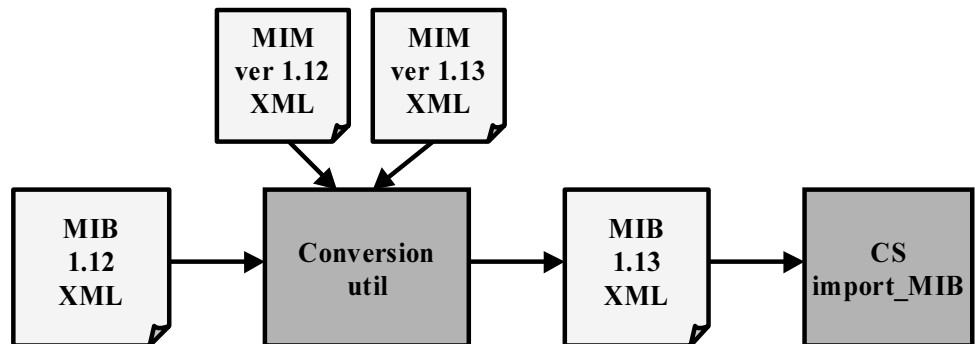 MIM
ver 1.12
XML
MIM
ver 1.13
XML
MIB
1.12
XML
Conversion
util
MIB
1.13
XML
CS
import_MIB